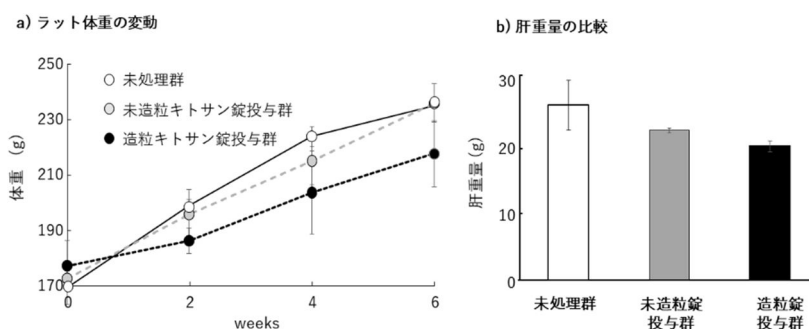 a) ラット体重の変動
250
230
210
190
170
体重 (g)
未処理群
未造粒キトサン錠投与群
造粒キトサン錠投与群
0
2
4
6
weeks
b) 肝重量の比較
30
20
10
0
肝重量 (g)
未処理群
未造粒錠
投与群
造粒錠
投与群